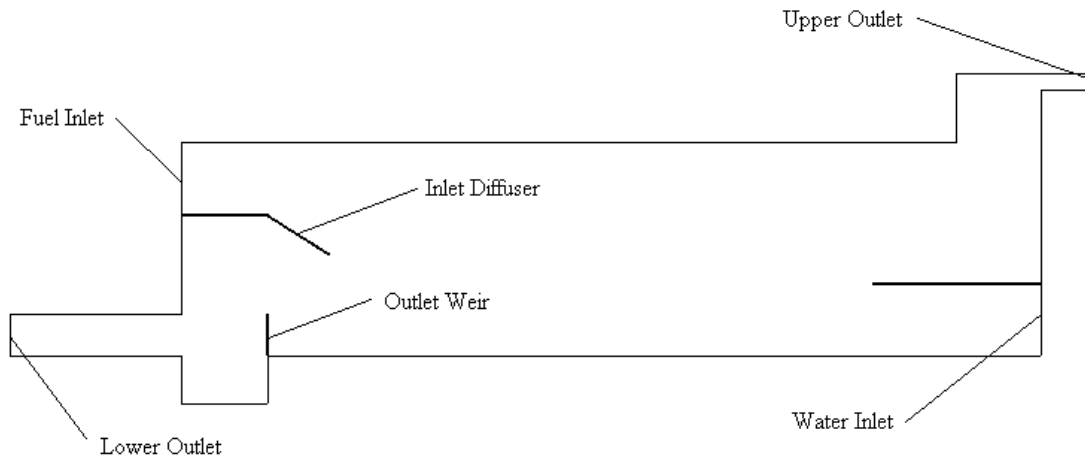 Upper Outlet
Fuel Inlet
Inlet Diffuser
Outlet Weir
Water Inlet
Lower Outlet